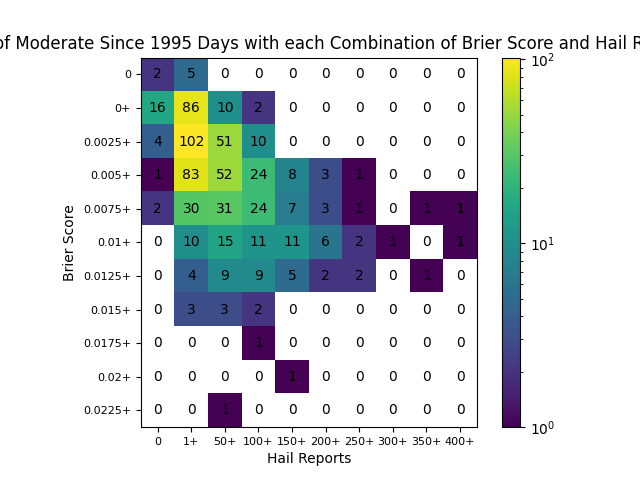 of Moderate Since 1995 Days with each Combination of Brier Score and Hail R
0 2 5 0 0 0 0 0 0 0 0
0+ 16 86 10 2 0 0 0 0 0 0
0.0025+ 4 102 51 10 0 0 0 0 0 0
0.005+ 1 83 52 24 8 3 1 0 0 0
0.0075+ 2 30 31 24 7 3 1 0 1 1
0.01+ 0 10 15 11 11 6 2 1 0 1
0.0125+ 0 4 9 9 5 2 2 0 1 0
0.015+ 0 3 3 2 0 0 0 0 0 0
0.0175+ 0 0 0 1 0 0 0 0 0 0
0.02+ 0 0 0 0 1 0 0 0 0 0
0.0225+ 0 0 1 0 0 0 0 0 0 0
0 1+ 50+ 100+ 150+ 200+ 250+ 300+ 350+ 400+
Hail Reports
Brier Score
10²
10¹
10⁰